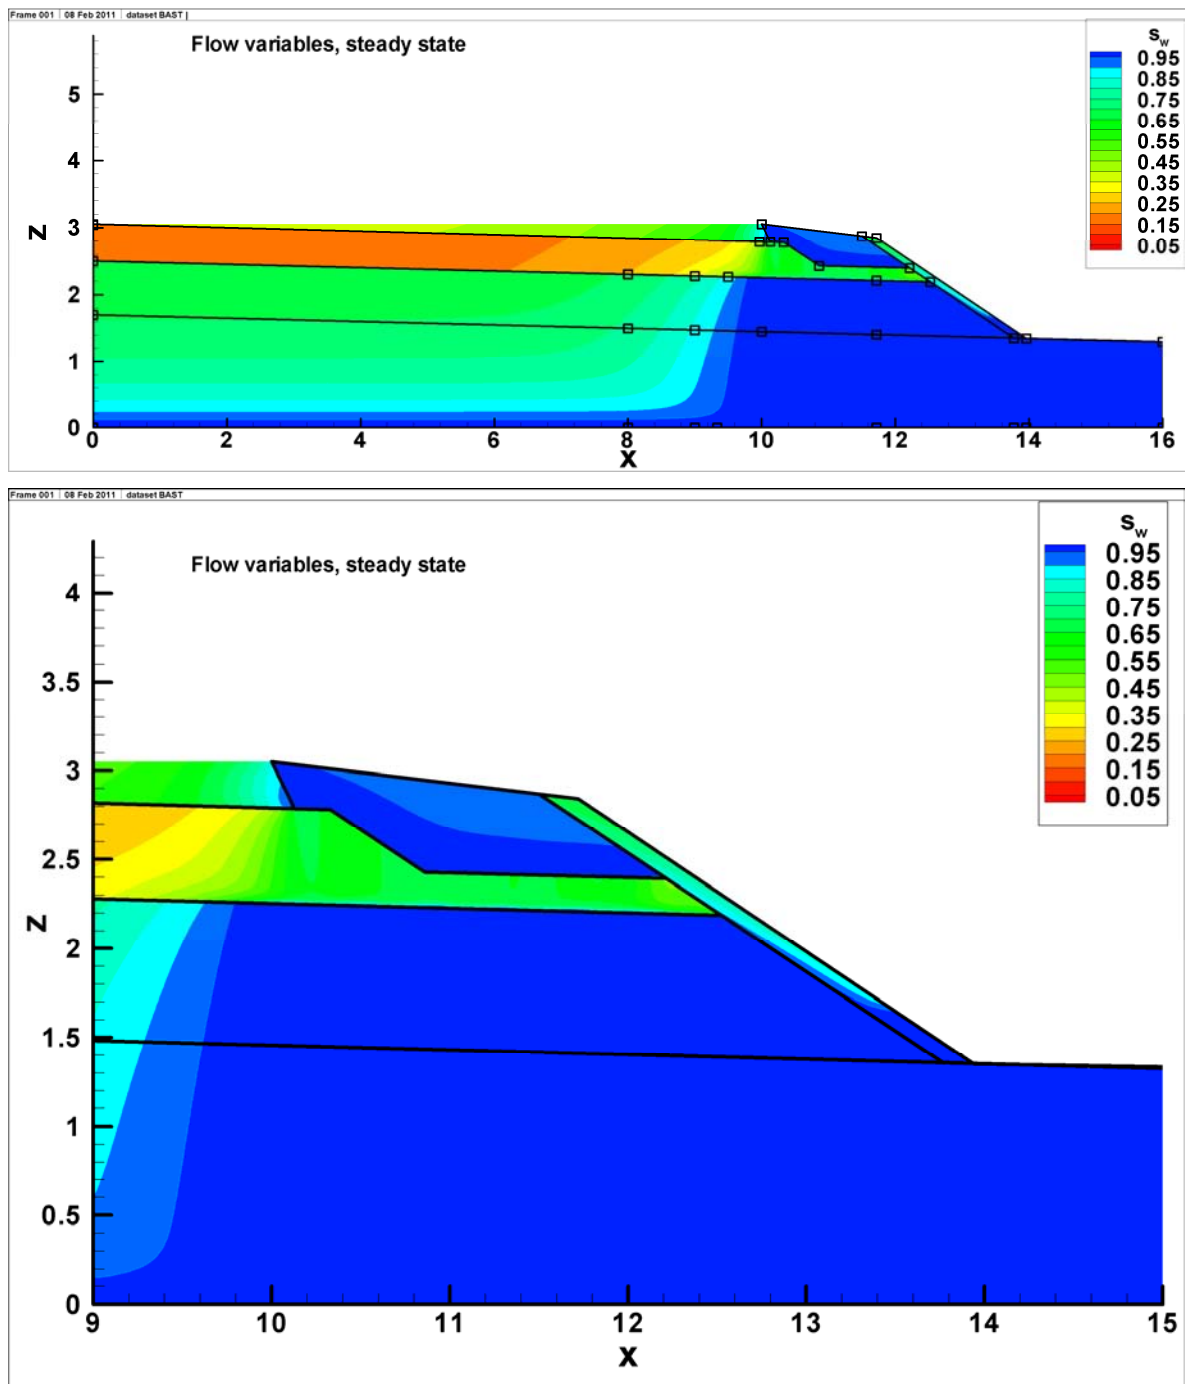 Frame 001 | 08 Feb 2011 | dataset BAST |
Flow variables, steady state
sw
0.95
0.85
0.75
0.65
0.55
0.45
0.35
0.25
0.15
0.05
5
4
3
2
1
0
z
0 2 4 6 8 10 12 14 16
x
Frame 001 | 08 Feb 2011 | dataset BAST
Flow variables, steady state
sw
0.95
0.85
0.75
0.65
0.55
0.45
0.35
0.25
0.15
0.05
4
3.5
3
2.5
2
1.5
1
0.5
0
z
9 10 11 12 13 14 15
x